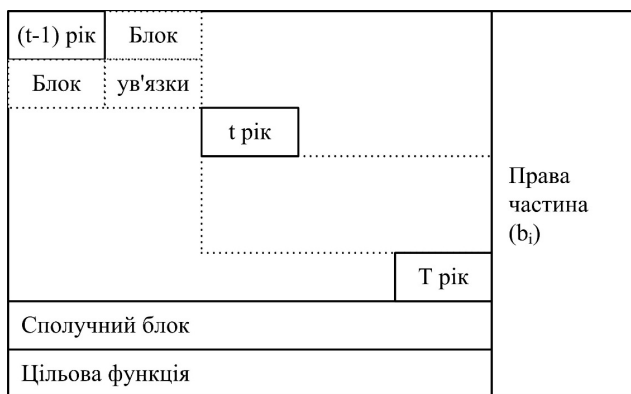 (t-1) рік
Блок
Блок
ув'язки
t рік
Права
частина
(bᵢ)
T рік
Сполучний блок
Цільова функція